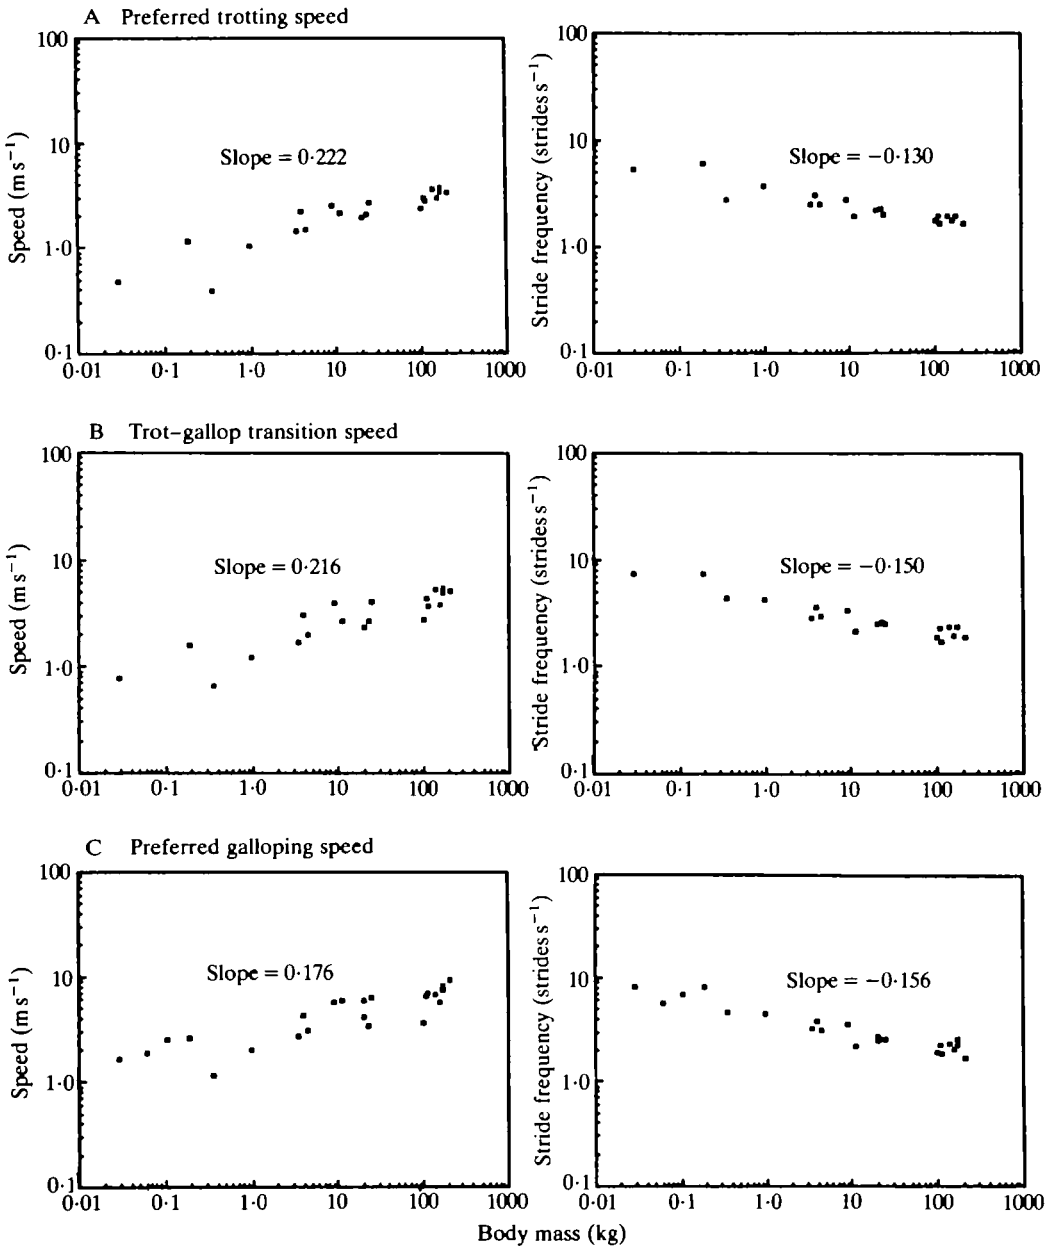 A Preferred trotting speed
100
10
1·0
0·1
Speed (m s⁻¹)
Slope = 0·222
0·01 0·1 1·0 10 100 1000
100
10
1·0
0·1
Stride frequency (strides s⁻¹)
Slope = −0·130
0·01 0·1 1·0 10 100 1000
B Trot–gallop transition speed
100
10
1·0
0·1
Speed (m s⁻¹)
Slope = 0·216
0·01 0·1 1·0 10 100 1000
100
10
1·0
0·1
Stride frequency (strides s⁻¹)
Slope = −0·150
0·01 0·1 1·0 10 100 1000
C Preferred galloping speed
100
10
1·0
0·1
Speed (m s⁻¹)
Slope = 0·176
0·01 0·1 1·0 10 100 1000
100
10
1·0
0·1
Stride frequency (strides s⁻¹)
Slope = −0·156
0·01 0·1 1·0 10 100 1000
Body mass (kg)